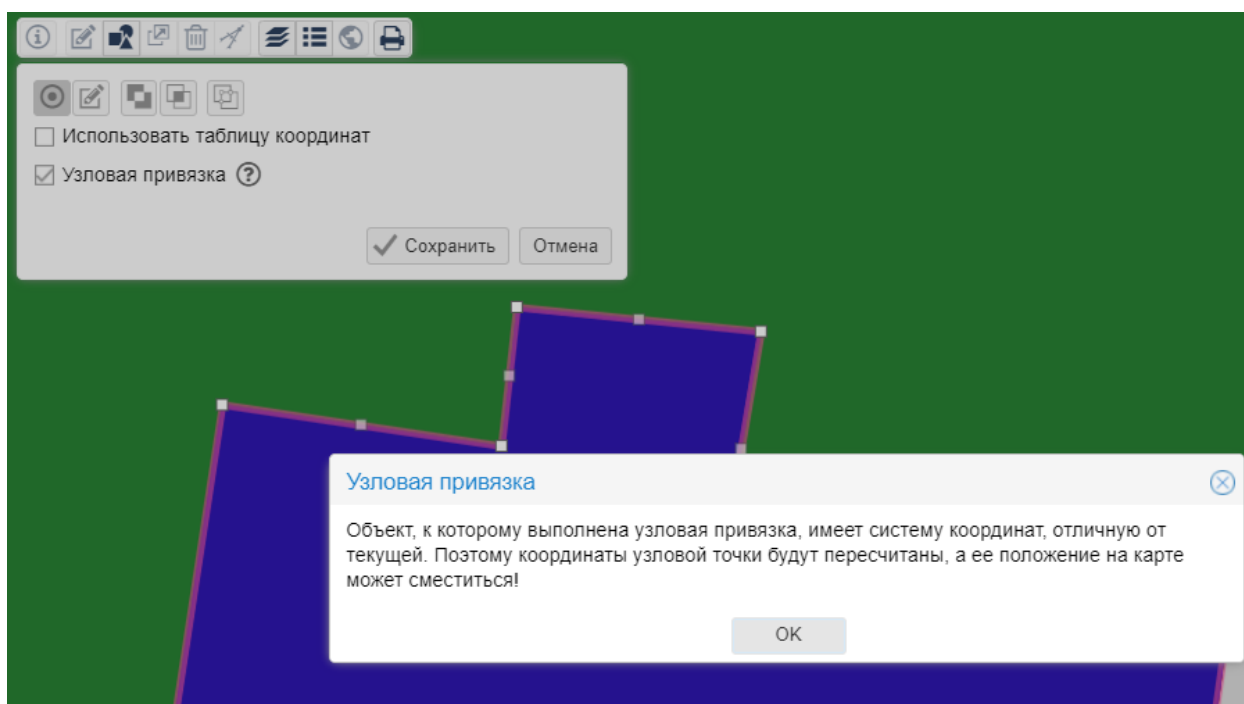 Использовать таблицу координат
Узловая привязка ?
Сохранить Отмена
Узловая привязка
Объект, к которому выполнена узловая привязка, имеет систему координат, отличную от
текущей. Поэтому координаты узловой точки будут пересчитаны, а ее положение на карте
может сместиться!
OK